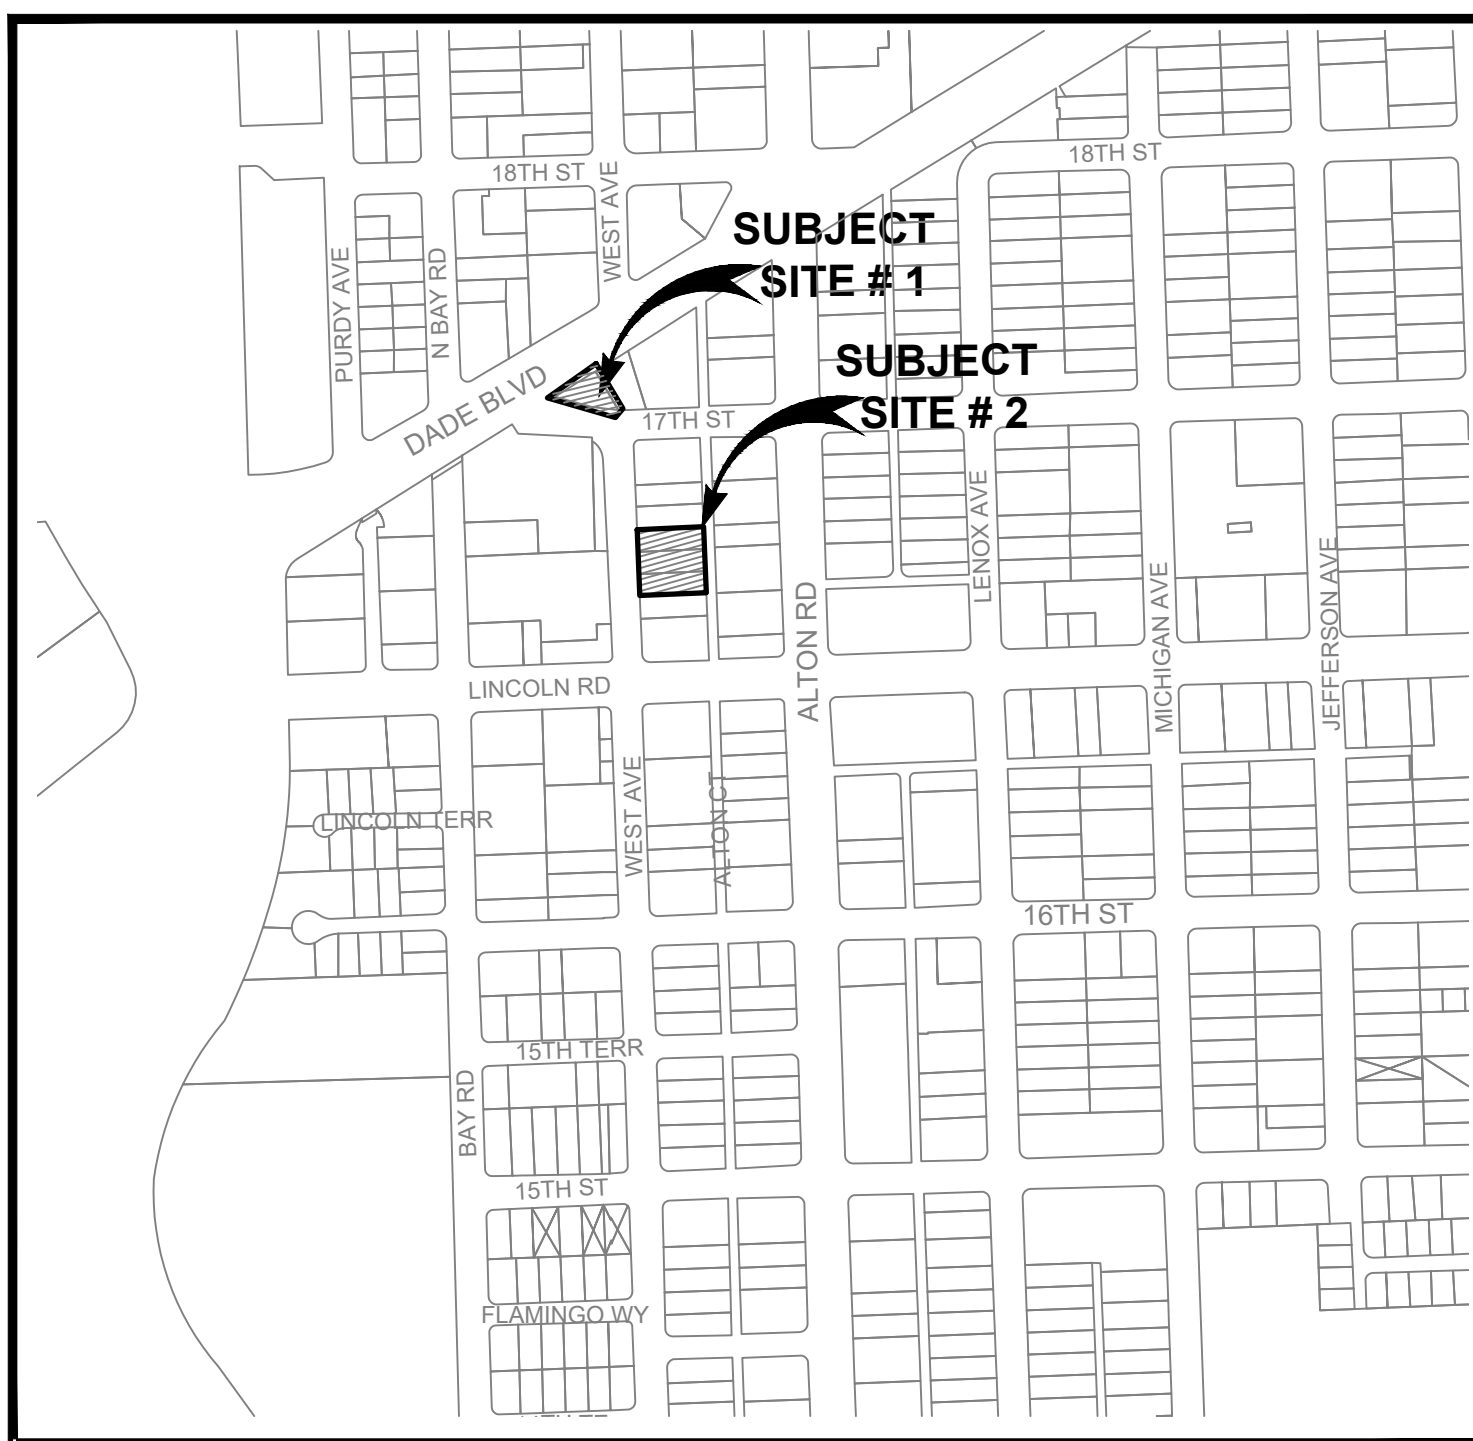 18TH ST
18TH ST
WEST AVE
SUBJECT
SITE # 1
PURDY AVE
N BAY RD
SUBJECT
SITE # 2
DADE BLVD
17TH ST
LENOX AVE
MICHIGAN AVE
JEFFERSON AVE
ALTON RD
LINCOLN RD
WEST AVE
ALTON CT
LINCOLN TERR
16TH ST
15TH TERR
BAY RD
15TH ST
FLAMINGO WY